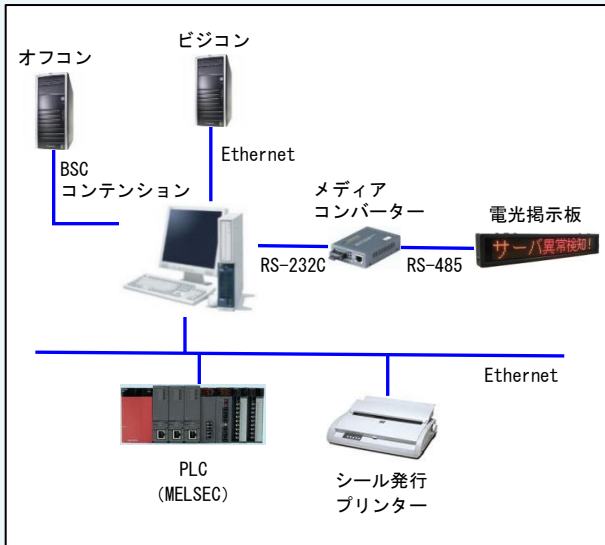 ビジコン
オフコン
Ethernet
BSC
コンテンション
メディア
コンバーター
電光掲示板
サーバ異常検知!
RS-232C
RS-485
Ethernet
PLC
(MELSEC)
シール発行
プリンター